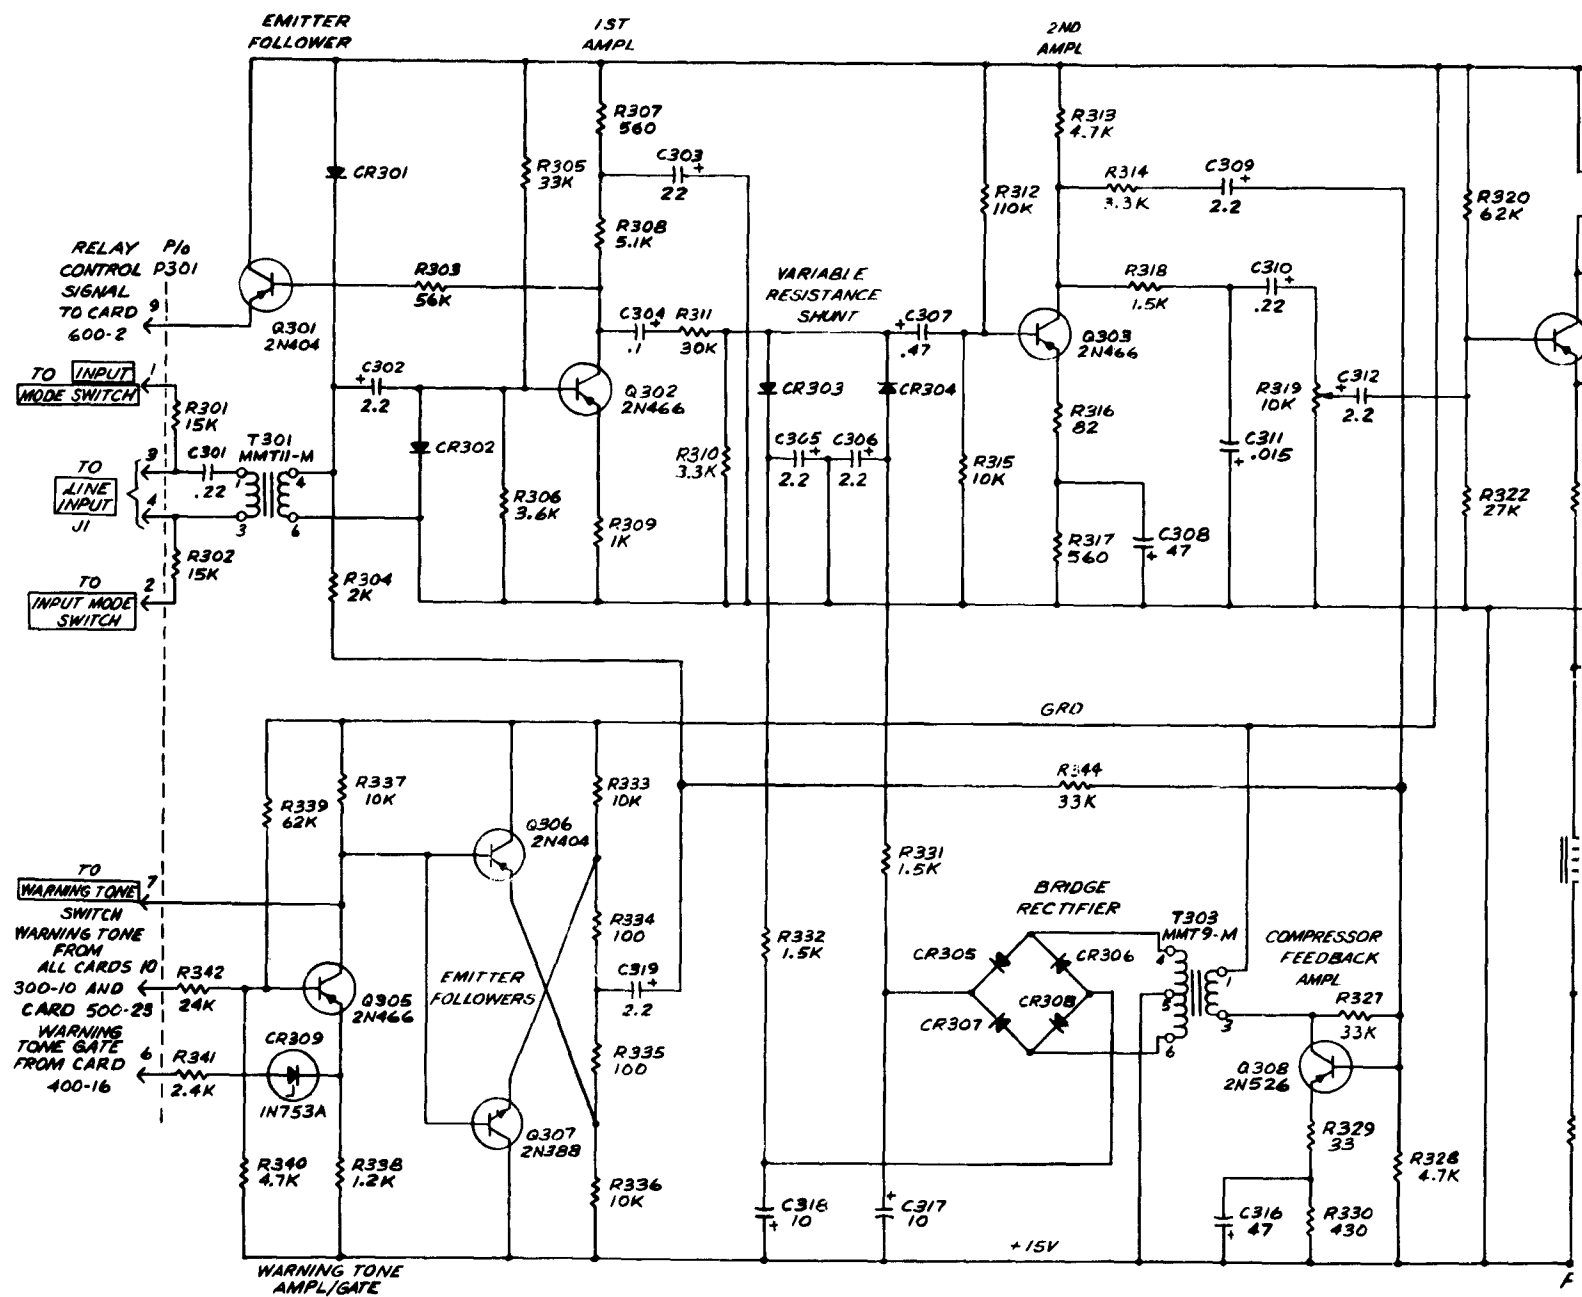 EMITTER
FOLLOWER
1ST
AMPL
2ND
AMPL
R307
560
R313
4.7K
CR301
R305
33K
C303
+
22
R312
110K
R314
3.3K
C309
+
2.2
R320
62K
R308
5.1K
RELAY
CONTROL
SIGNAL
TO CARD
600-2
P/O
P301
9
R303
56K
Q301
2N404
VARIABLE
RESISTANCE
SHUNT
C304
+
.1
R311
30K
+
C307
.47
Q303
2N466
R318
1.5K
C310
+
.22
TO INPUT
MODE SWITCH
1
C302
+
2.2
Q302
2N466
CR303
CR304
R319
10K
C312
+
2.2
R301
15K
C301
.22
T301
MMT11-M
1
4
3
6
CR302
R316
82
C305
+
2.2
C306
+
2.2
C311
+
.015
R310
3.3K
R315
10K
TO
LINE
INPUT
J1
3
4
R306
3.6K
R309
1K
R317
560
C308
+
47
R322
27K
R302
15K
TO
INPUT MODE
SWITCH
2
R304
2K
GRD
R337
10K
R339
62K
R333
10K
R344
33K
Q306
2N404
R331
1.5K
TO
WARNING TONE
SWITCH
7
BRIDGE
RECTIFIER
T303
MMT9-M
4
5
6
1
3
COMPRESSOR
FEEDBACK
AMPL
R334
100
R332
1.5K
CR305
CR306
CR307
CR308
WARNING TONE
FROM
ALL CARDS 10
300-10 AND
CARD 500-25
R342
24K
EMITTER
FOLLOWERS
C319
+
2.2
Q305
2N466
R327
33K
WARNING
TONE GATE
FROM CARD
400-16
6
R341
2.4K
CR309
1N753A
R335
100
Q308
2N526
Q307
2N388
R329
33
R340
4.7K
R338
1.2K
R336
10K
R328
4.7K
C318
+
10
C317
+
10
C316
+
47
R330
430
+15V
WARNING TONE
AMPL/GATE